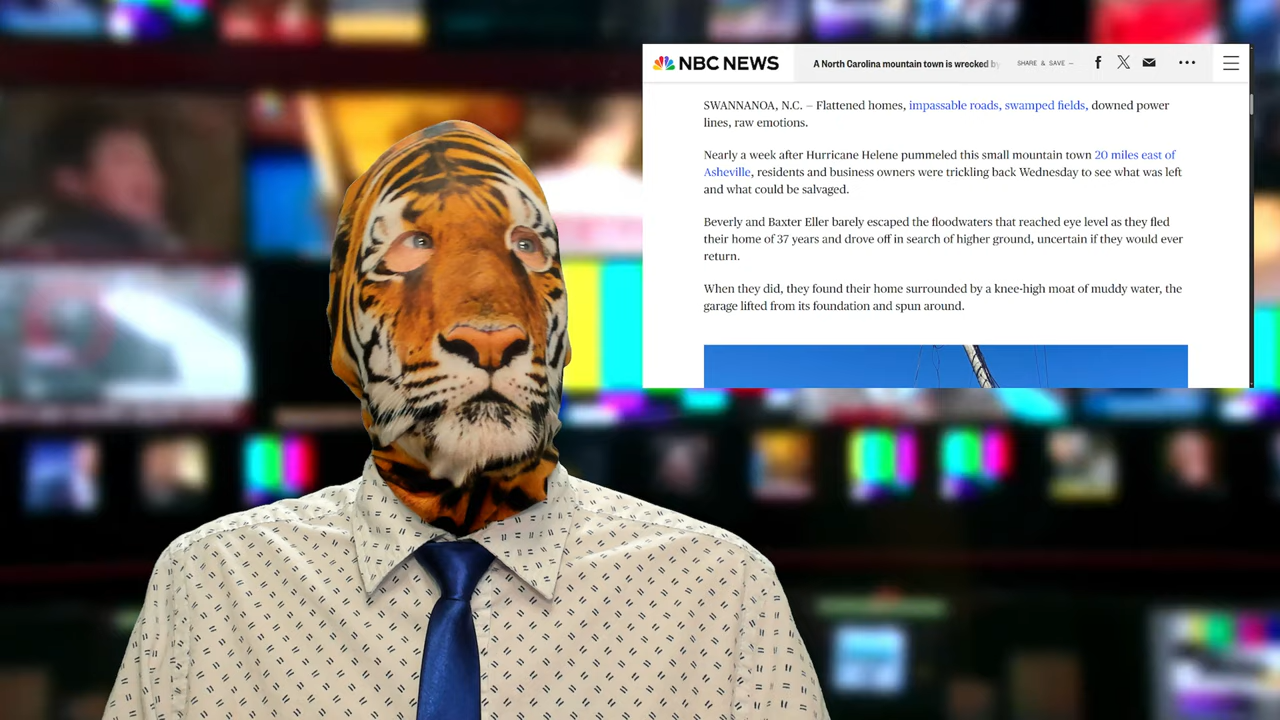 NBC NEWS
A North Carolina mountain town is wrecked by
SHARE & SAVE —
SWANNANOA, N.C. — Flattened homes, impassable roads, swamped fields, downed power
lines, raw emotions.
Nearly a week after Hurricane Helene pummeled this small mountain town 20 miles east of
Asheville, residents and business owners were trickling back Wednesday to see what was left
and what could be salvaged.
Beverly and Baxter Eller barely escaped the floodwaters that reached eye level as they fled
their home of 37 years and drove off in search of higher ground, uncertain if they would ever
return.
When they did, they found their home surrounded by a knee-high moat of muddy water, the
garage lifted from its foundation and spun around.